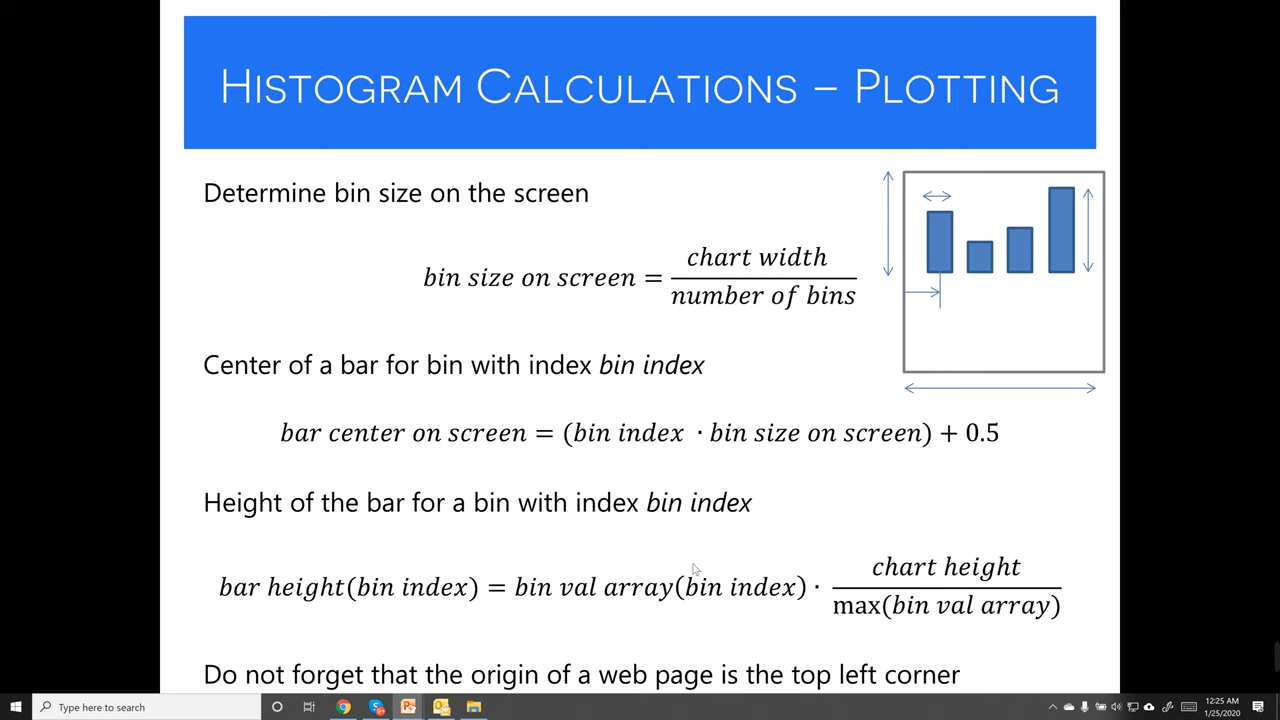 HISTOGRAM CALCULATIONS – PLOTTING
Determine bin size on the screen
bin size on screen = chart width / number of bins
Center of a bar for bin with index bin index
bar center on screen = (bin index · bin size on screen) + 0.5
Height of the bar for a bin with index bin index
bar height(bin index) = bin val array(bin index) · chart height / max(bin val array)
Do not forget that the origin of a web page is the top left corner
Type here to search
12:25 AM
1/25/2020